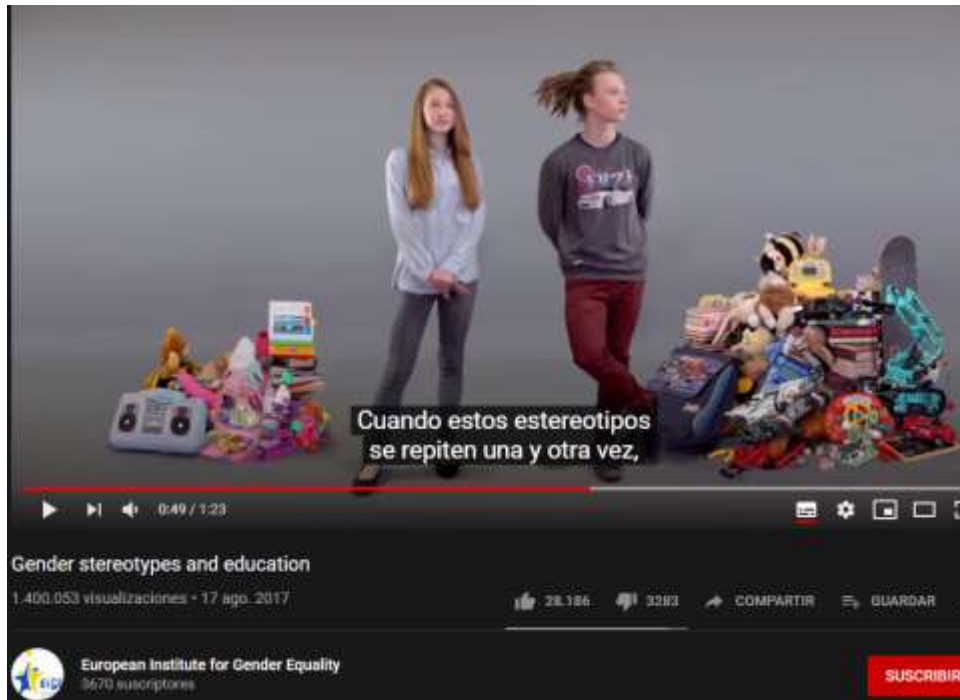 Cuando estos estereotipos
se repiten una y otra vez,
0:49 / 1:23
Gender stereotypes and education
1.400.053 visualizaciones • 17 ago. 2017
28.186
3283
COMPARTIR
GUARDAR
European Institute for Gender Equality
3670 suscriptores
SUSCRIBIR